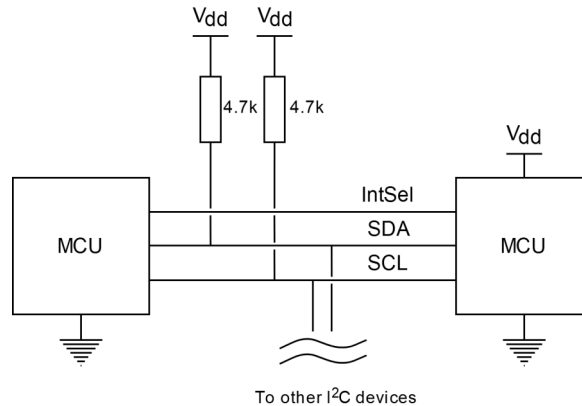 Vdd Vdd
4.7k 4.7k
Vdd
IntSel
MCU SDA MCU
SCL
To other I²C devices